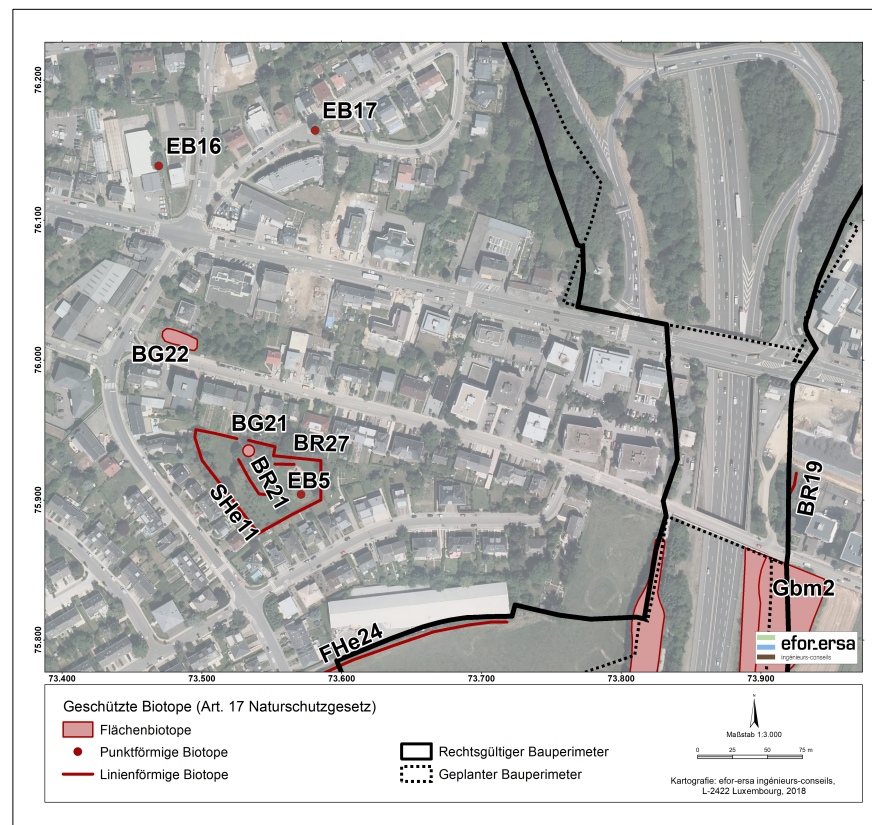 76.200
76.100
76.000
75.900
75.800
EB17
EB16
BG22
BG21
BR27
BR21
EB5
SHe11
BR19
Gbm2
FHe24
efor-ersa
ingénieurs-conseils
73.400
73.500
73.600
73.700
73.800
73.900
Geschützte Biotope (Art. 17 Naturschutzgesetz)
Flächenbiotope
Punktförmige Biotope
Linienförmige Biotope
Rechtsgültiger Bauperimeter
Geplanter Bauperimeter
N
Maßstab 1:3.000
0 25 50 75 m
Kartografie: efor-ersa ingénieurs-conseils,
L-2422 Luxembourg, 2018